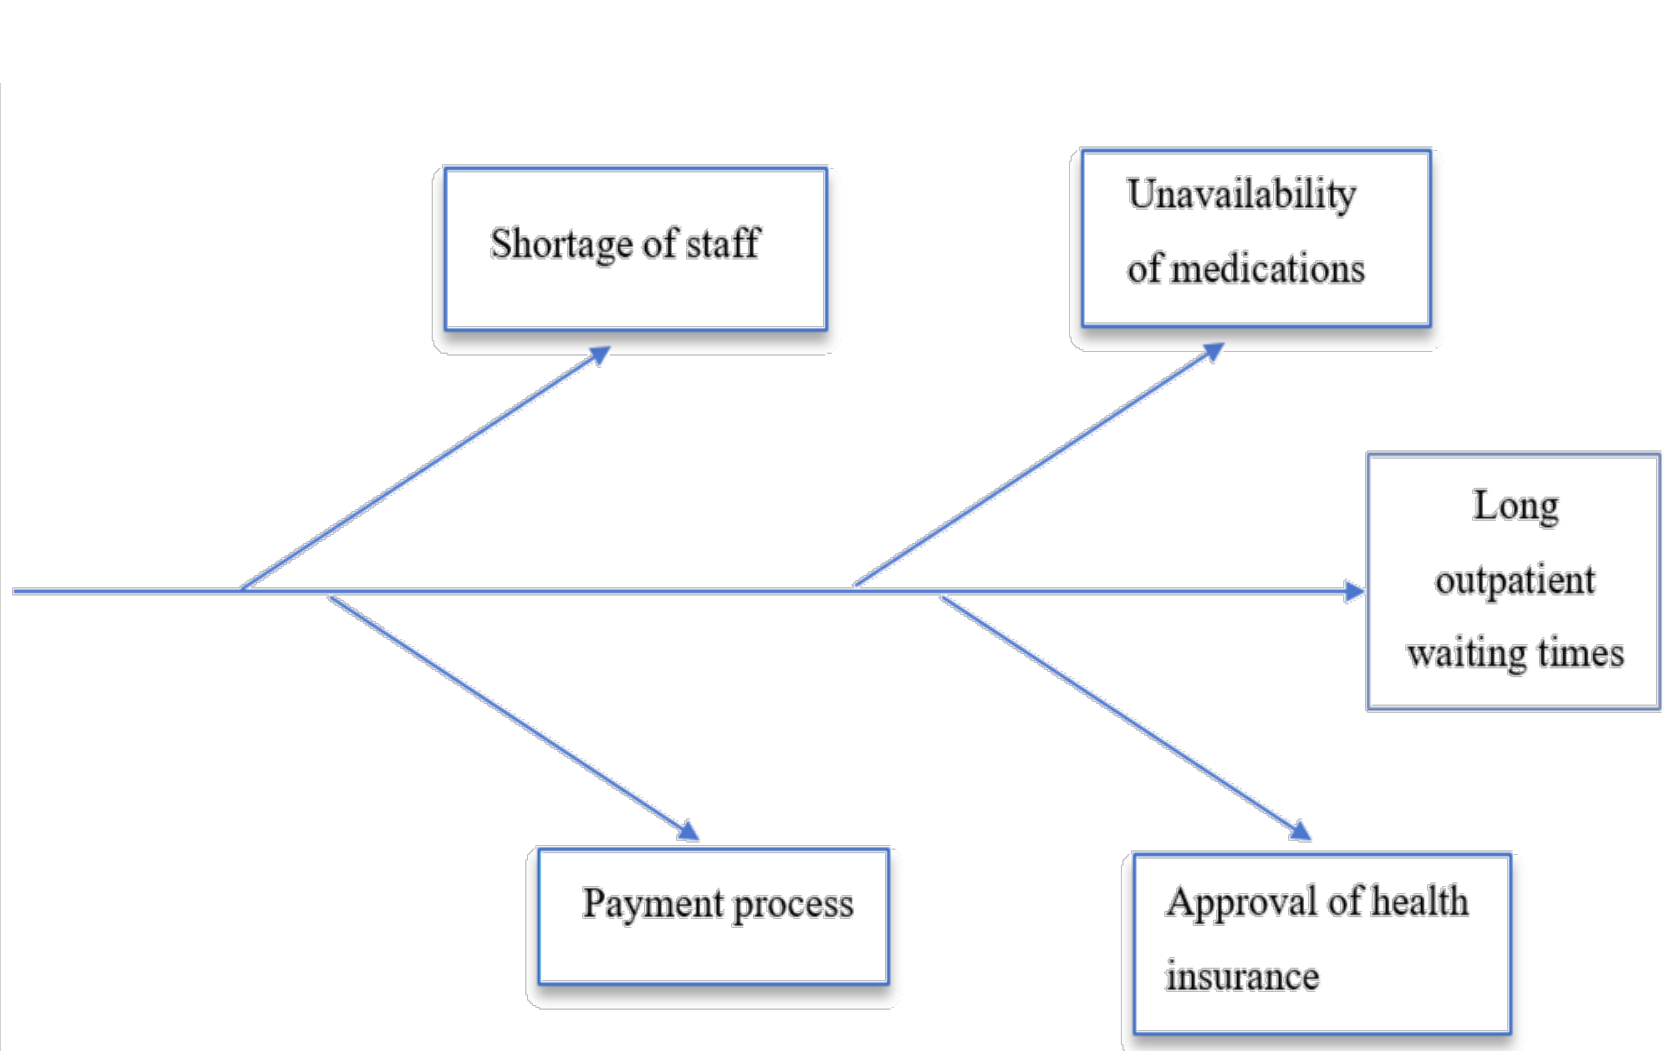 Shortage of staff
Unavailability
of medications
Long
outpatient
waiting times
Payment process
Approval of health
insurance